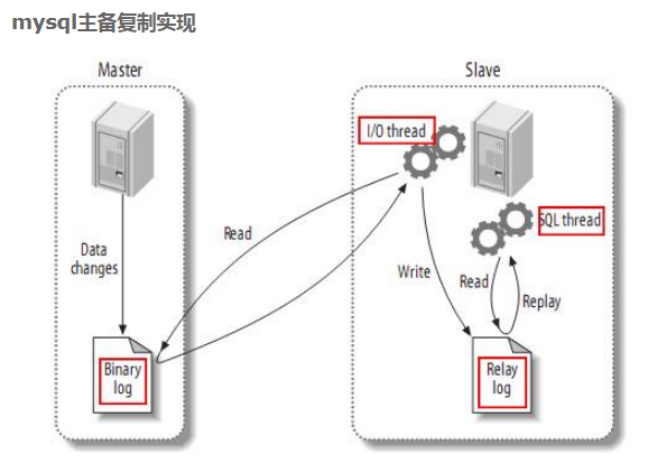 mysql主备复制实现
Master
Slave
I/O thread
SQL thread
Read
Data
changes
Write
Read
Replay
Binary
log
Relay
log